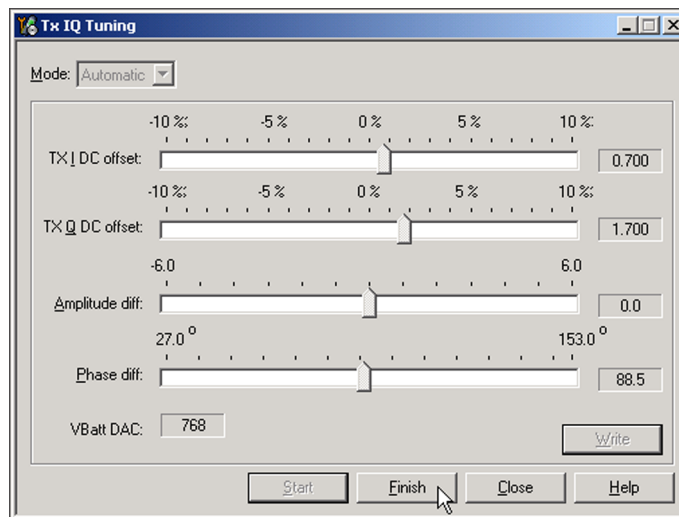 Tx IQ Tuning
Mode: Automatic
-10 %: -5 % 0 % 5 % 10 %:
TX I DC offset: 0.700
-10 %: -5 % 0 % 5 % 10 %:
TX Q DC offset: 1.700
-6.0 6.0
Amplitude diff: 0.0
27.0 ° 153.0 °
Phase diff: 88.5
VBatt DAC: 768
Write
Start Finish Close Help